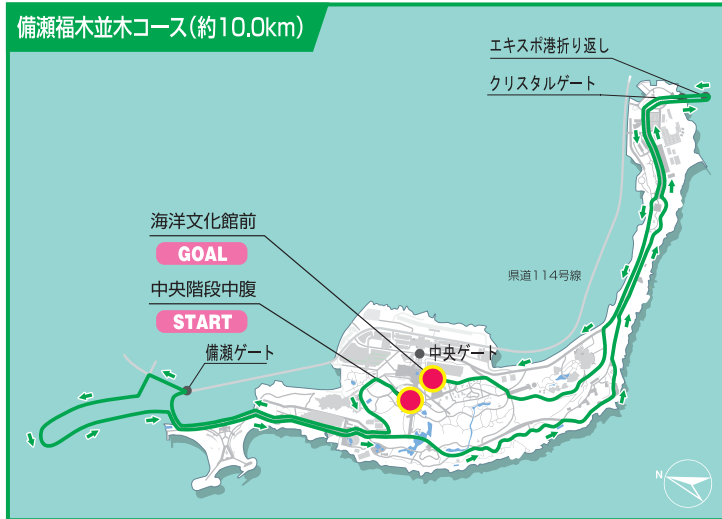 備瀬福木並木コース(約10.0km)
エキスポ港折り返し
クリスタルゲート
海洋文化館前
GOAL
県道114号線
中央階段中腹
START
備瀬ゲート
中央ゲート
N